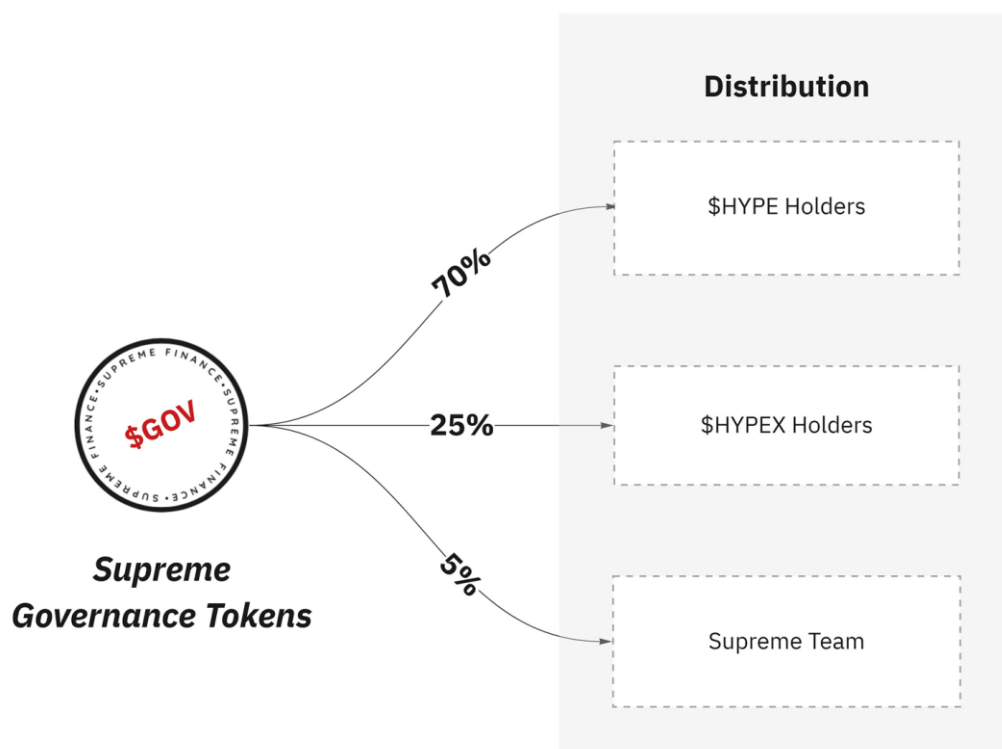 Distribution
$HYPE Holders
70%
SUPREME FINANCE•SUPREME FINANCE•SUPREME FINANCE•
$GOV
25%
$HYPEX Holders
Supreme
Governance Tokens
5%
Supreme Team